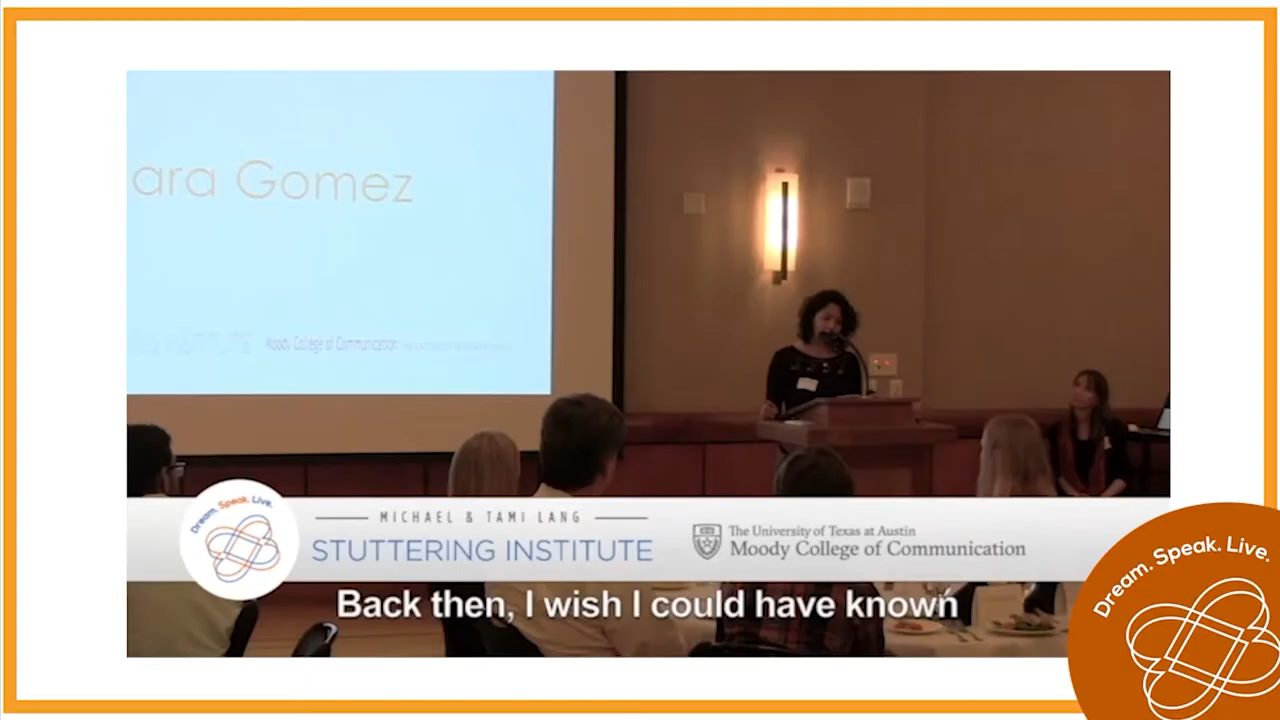 ara Gomez
INSTITUTE Moody College of Communication
Dream. Speak. Live.
MICHAEL & TAMI LANG
STUTTERING INSTITUTE
The University of Texas at Austin
Moody College of Communication
Back then, I wish I could have known
Dream. Speak. Live.